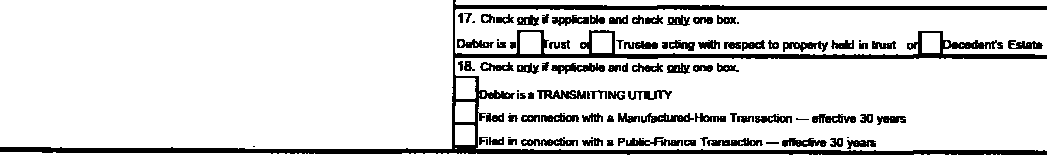 17. Check only if applicable and check only one box.
Debtor is a Trust or Trustee acting with respect to property held in trust or Decedent's Estate
18. Check only if applicable and check only one box.
Debtor is a TRANSMITTING UTILITY
Filed in connection with a Manufactured-Home Transaction — effective 30 years
Filed in connection with a Public-Finance Transaction — effective 30 years